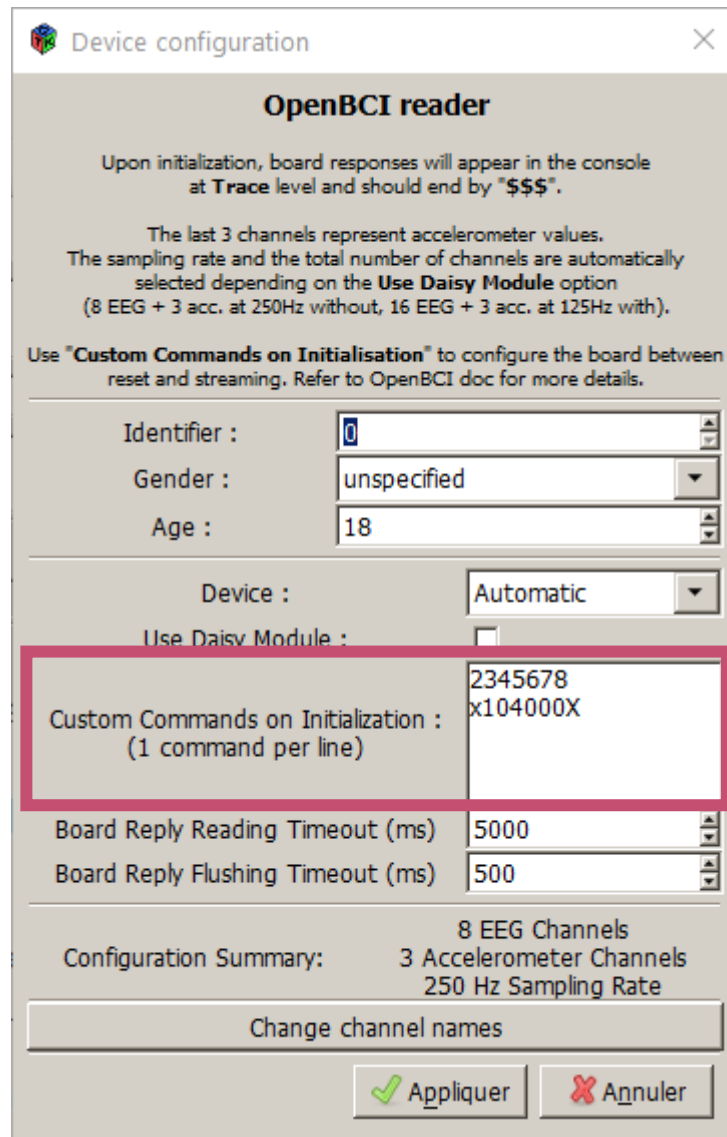 Device configuration
OpenBCI reader
Upon initialization, board responses will appear in the console
at Trace level and should end by "$$$".
The last 3 channels represent accelerometer values.
The sampling rate and the total number of channels are automatically
selected depending on the Use Daisy Module option
(8 EEG + 3 acc. at 250Hz without, 16 EEG + 3 acc. at 125Hz with).
Use "Custom Commands on Initialisation" to configure the board between
reset and streaming. Refer to OpenBCI doc for more details.
Identifier : 0
Gender : unspecified
Age : 18
Device : Automatic
Use Daisy Module :
2345678
x104000X
Custom Commands on Initialization :
(1 command per line)
Board Reply Reading Timeout (ms) 5000
Board Reply Flushing Timeout (ms) 500
8 EEG Channels
Configuration Summary: 3 Accelerometer Channels
250 Hz Sampling Rate
Change channel names
Appliquer Annuler